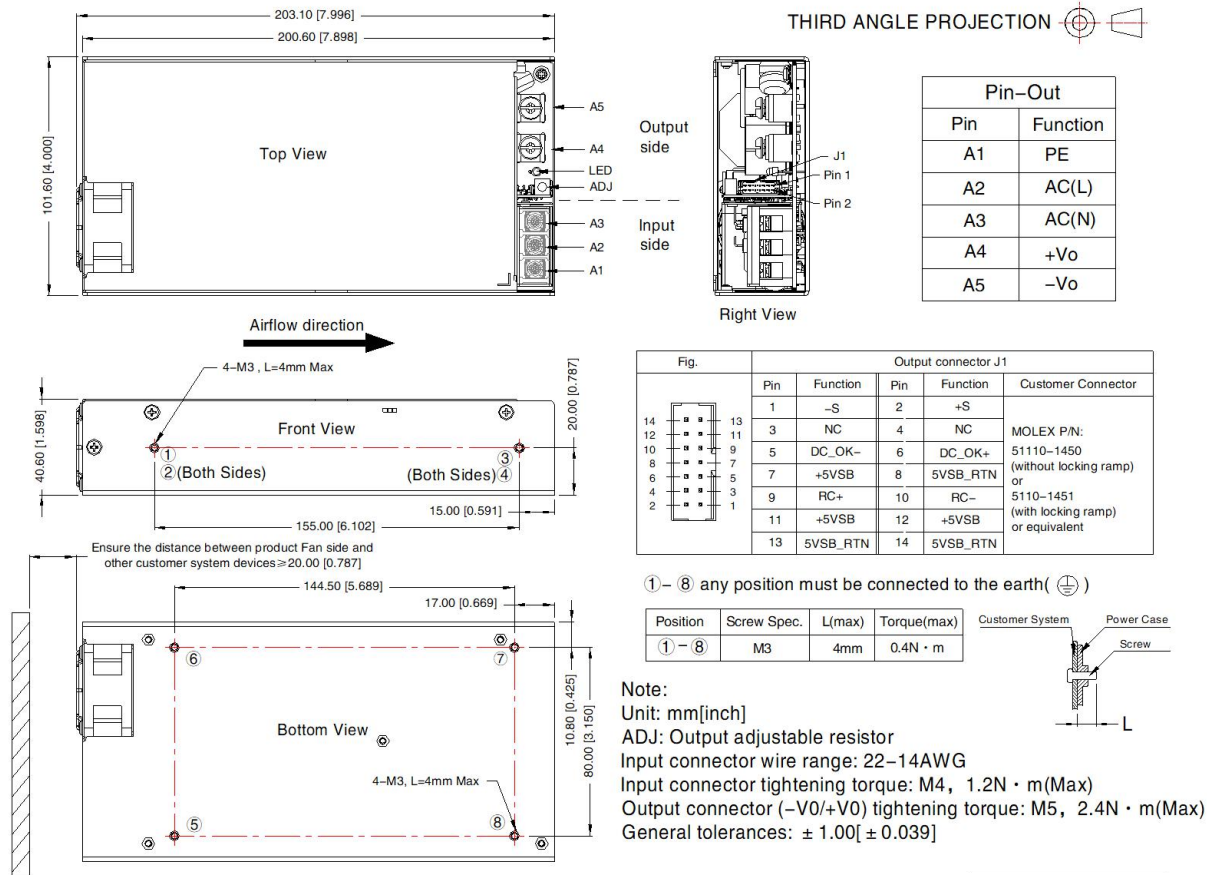 203.10 [7.996]
200.60 [7.898]
THIRD ANGLE PROJECTION
101.60 [4.000]
Top View
A5
A4
LED
ADJ
A3
A2
A1
Output
side
Input
side
J1
Pin 1
Pin 2
Right View
Pin-Out
Pin Function
A1 PE
A2 AC(L)
A3 AC(N)
A4 +Vo
A5 -Vo
Airflow direction
4-M3 , L=4mm Max
40.60 [1.598]
Front View
① ③
② (Both Sides) (Both Sides) ④
20.00 [0.787]
15.00 [0.591]
155.00 [6.102]
Fig. Output connector J1
Pin Function Pin Function Customer Connector
1 -S 2 +S
3 NC 4 NC
5 DC_OK- 6 DC_OK+
7 +5VSB 8 5VSB_RTN
9 RC+ 10 RC-
11 +5VSB 12 +5VSB
13 5VSB_RTN 14 5VSB_RTN
MOLEX P/N:
51110-1450
(without locking ramp)
or
5110-1451
(with locking ramp)
or equivalent
14 13
12 11
10 9
8 7
6 5
4 3
2 1
Ensure the distance between product Fan side and
other customer system devices≥20.00 [0.787]
144.50 [5.689]
17.00 [0.669]
⑥ ⑦
Bottom View
10.80 [0.425]
80.00 [3.150]
4-M3, L=4mm Max
⑤ ⑧
①- ⑧ any position must be connected to the earth( )
Position Screw Spec. L(max) Torque(max)
①-⑧ M3 4mm 0.4N · m
Customer System Power Case
Screw
L
Note:
Unit: mm[inch]
ADJ: Output adjustable resistor
Input connector wire range: 22-14AWG
Input connector tightening torque: M4, 1.2N · m(Max)
Output connector (-V0/+V0) tightening torque: M5, 2.4N · m(Max)
General tolerances: ± 1.00[ ± 0.039]